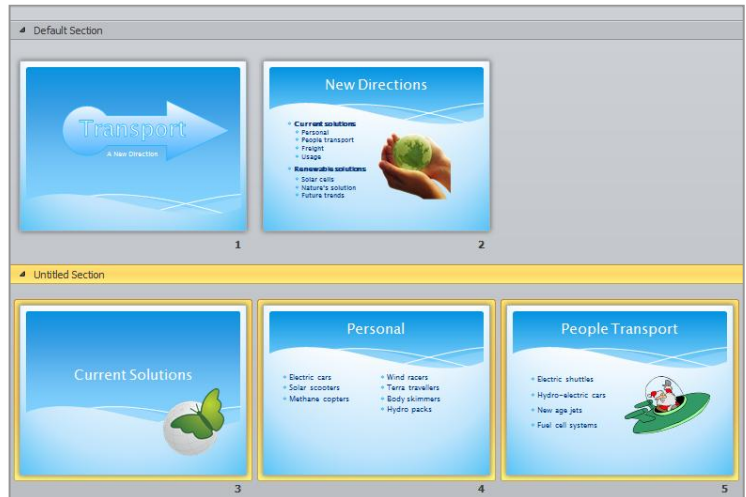 Default Section
Transport
A New Direction
1
New Directions
Current solutions
Personal
People transport
Freight
Usage
Renewable solutions
Solar cells
Nature's solution
Future trends
2
Untitled Section
Current Solutions
3
Personal
Electric cars
Solar scooters
Methane copters
Wind racers
Terra travellers
Body skimmers
Hydro packs
4
People Transport
Electric shuttles
Hydro-electric cars
New age jets
Fuel cell systems
5